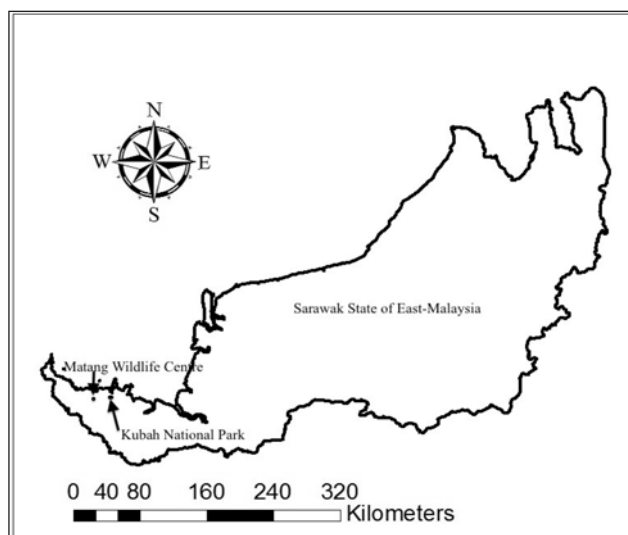 N
W E
S
Sarawak State of East-Malaysia
Matang Wildlife Centre
Kubah National Park
0 40 80 160 240 320
Kilometers